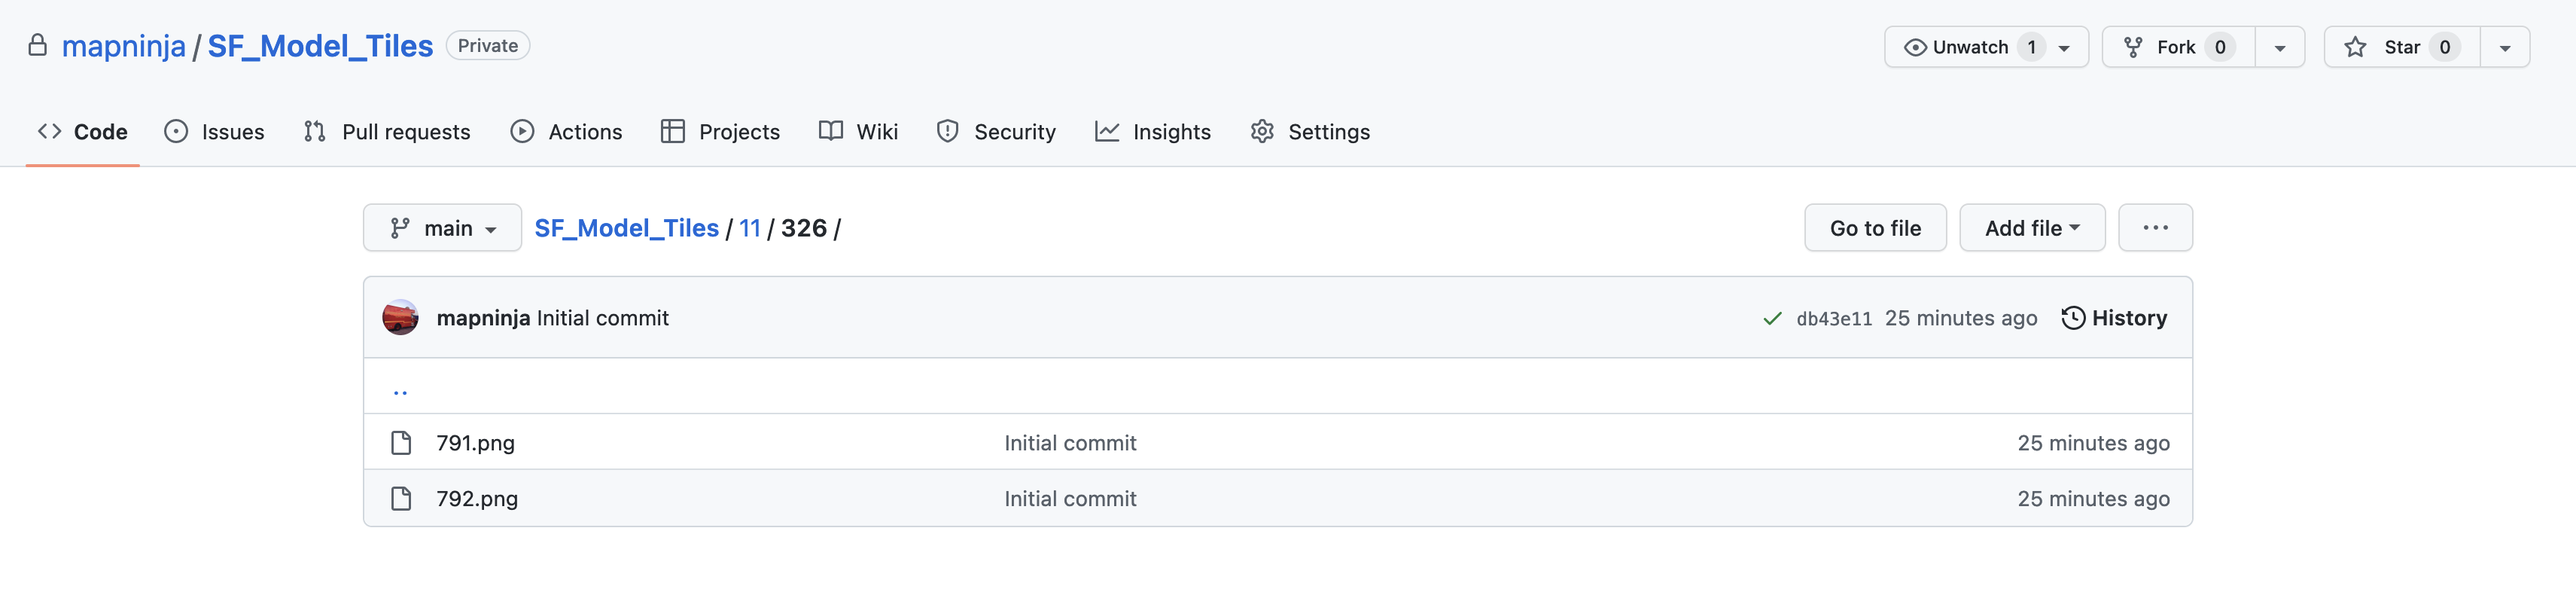 mapninja / SF_Model_Tiles Private Unwatch 1 Fork 0 Star 0
Code Issues Pull requests Actions Projects Wiki Security Insights Settings
main SF_Model_Tiles / 11 / 326 / Go to file Add file ...
mapninja Initial commit db43e11 25 minutes ago History
..
791.png Initial commit 25 minutes ago
792.png Initial commit 25 minutes ago